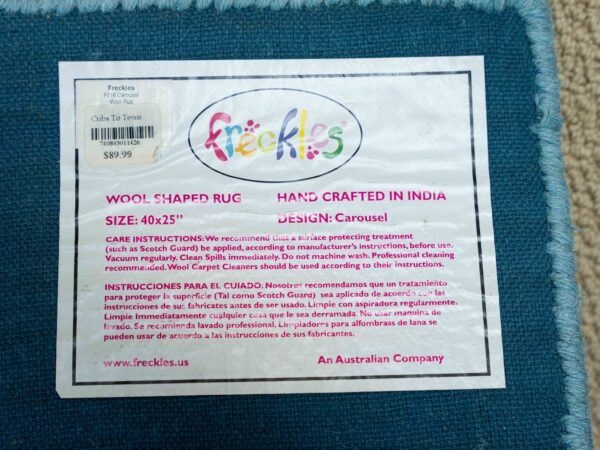 Freckles
F016 Carousel
Wool Rug
Cribs To Teens
740845011426
$89.99
freckles
WOOL SHAPED RUG HAND CRAFTED IN INDIA
SIZE: 40x25" DESIGN: Carousel
CARE INSTRUCTIONS: We recommend that a surface protecting treatment
(such as Scotch Guard) be applied, according to manufacturer's instructions, before use.
Vacuum regularly. Clean Spills immediately. Do not machine wash. Professional cleaning
recommended. Wool Carpet Cleaners should be used according to their instructions.
INSTRUCCIONES PARA EL CUIADO: Nosotros recomendamos que un tratamiento
para proteger la superficie (Tal como Scotch Guard) sea aplicado de acuerdo con las
instrucciones de sus fabricates antes de ser usado. Limpie con aspiradora regularmente.
Limpie Immediatamente cualquier cosa que le sea derramada. No usar maquina de
lavado. Se recomienda lavado professional. Limpiadores para alfombrass de lana se
pueden usar de acuerdo a las instrucciones de sus fabricantes.
www.freckles.us An Australian Company